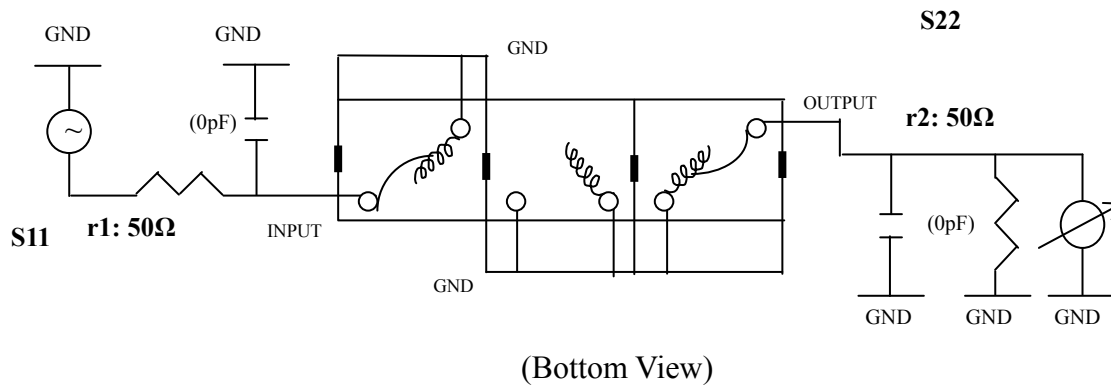 S22
GND
GND
GND
OUTPUT
(0pF)
r2: 50Ω
~
S11
r1: 50Ω
INPUT
(0pF)
GND
GND
GND
GND
(Bottom View)